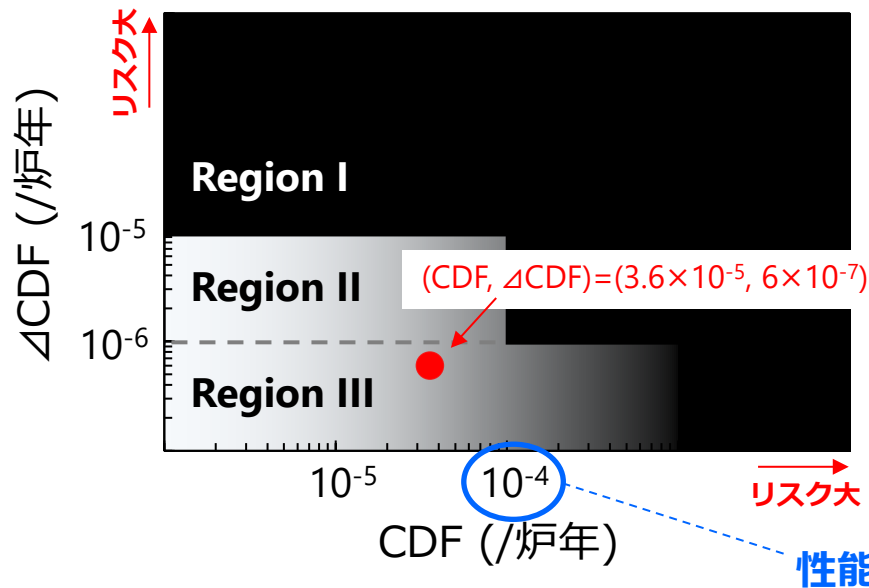 リスク大
⊿CDF (/炉年)
Region I
10⁻⁵
(CDF, ⊿CDF)=(3.6×10⁻⁵, 6×10⁻⁷)
Region II
10⁻⁶
Region III
10⁻⁵
10⁻⁴
リスク大
CDF (/炉年)
性能